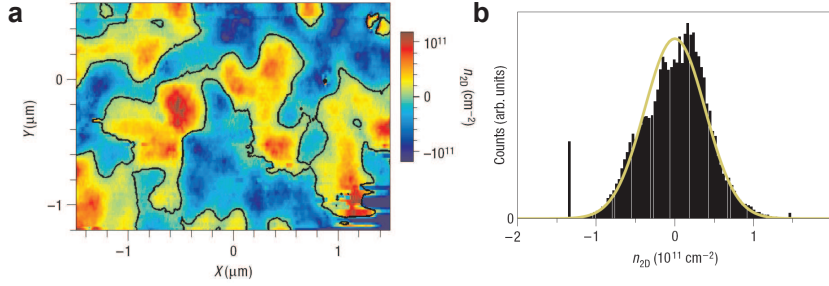 a
10¹¹
0
−10¹¹
n₂D (cm⁻²)
0
−1
Y (μm)
−1
0
1
X (μm)
b
Counts (arb. units)
0
−2
−1
0
1
n₂D (10¹¹ cm⁻²)